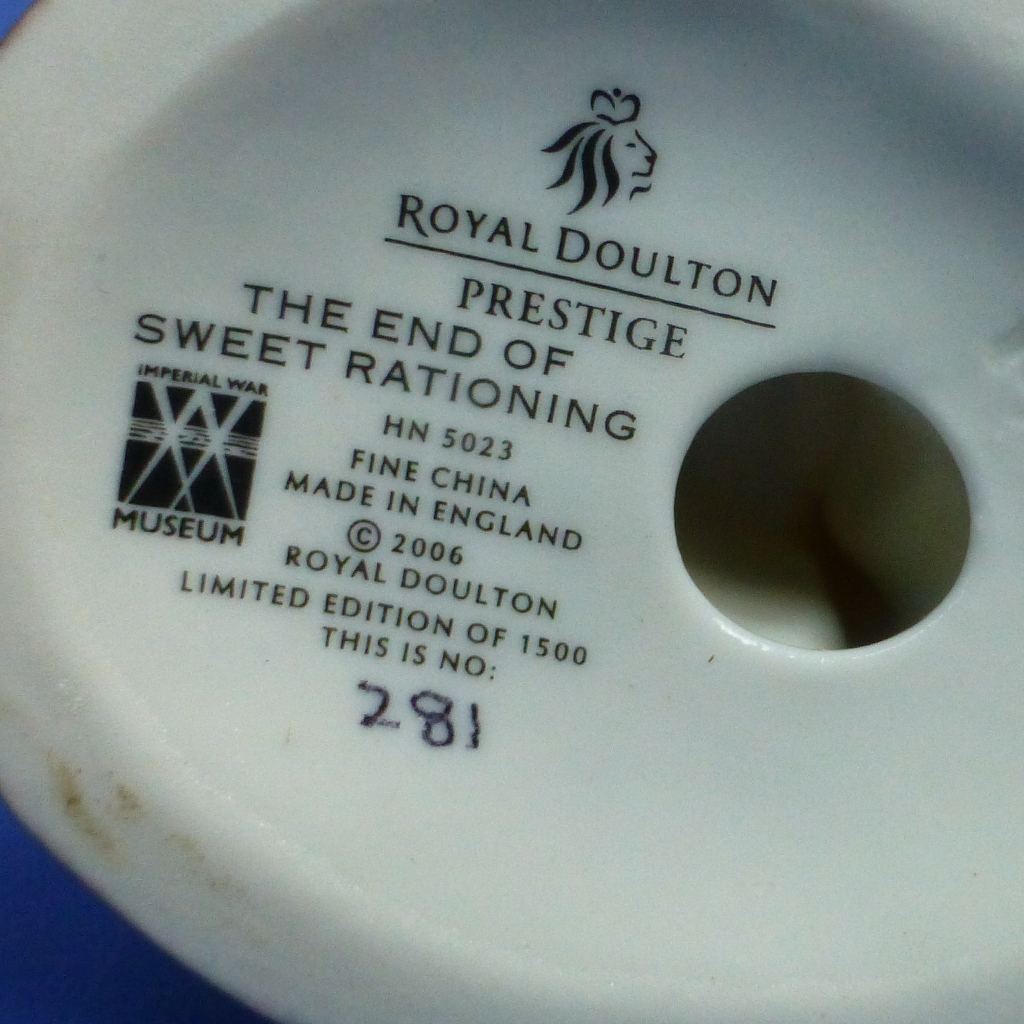 ROYAL DOULTON
PRESTIGE
THE END OF
SWEET RATIONING
IMPERIAL WAR
MUSEUM
HN 5023
FINE CHINA
MADE IN ENGLAND
© 2006
ROYAL DOULTON
LIMITED EDITION OF 1500
THIS IS NO:
281